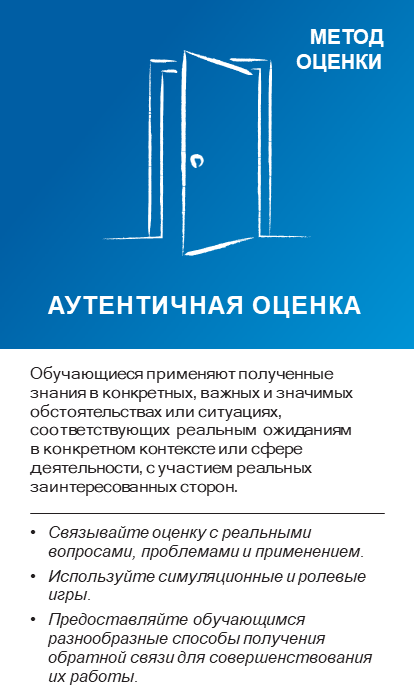 МЕТОД
ОЦЕНКИ
АУТЕНТИЧНАЯ ОЦЕНКА
Обучающиеся применяют полученные
знания в конкретных, важных и значимых
обстоятельствах или ситуациях,
соответствующих реальным ожиданиям
в конкретном контексте или сфере
деятельности, с участием реальных
заинтересованных сторон.
• Связывайте оценку с реальными
вопросами, проблемами и применением.
• Используйте симуляционные и ролевые
игры.
• Предоставляйте обучающимся
разнообразные способы получения
обратной связи для совершенствования
их работы.